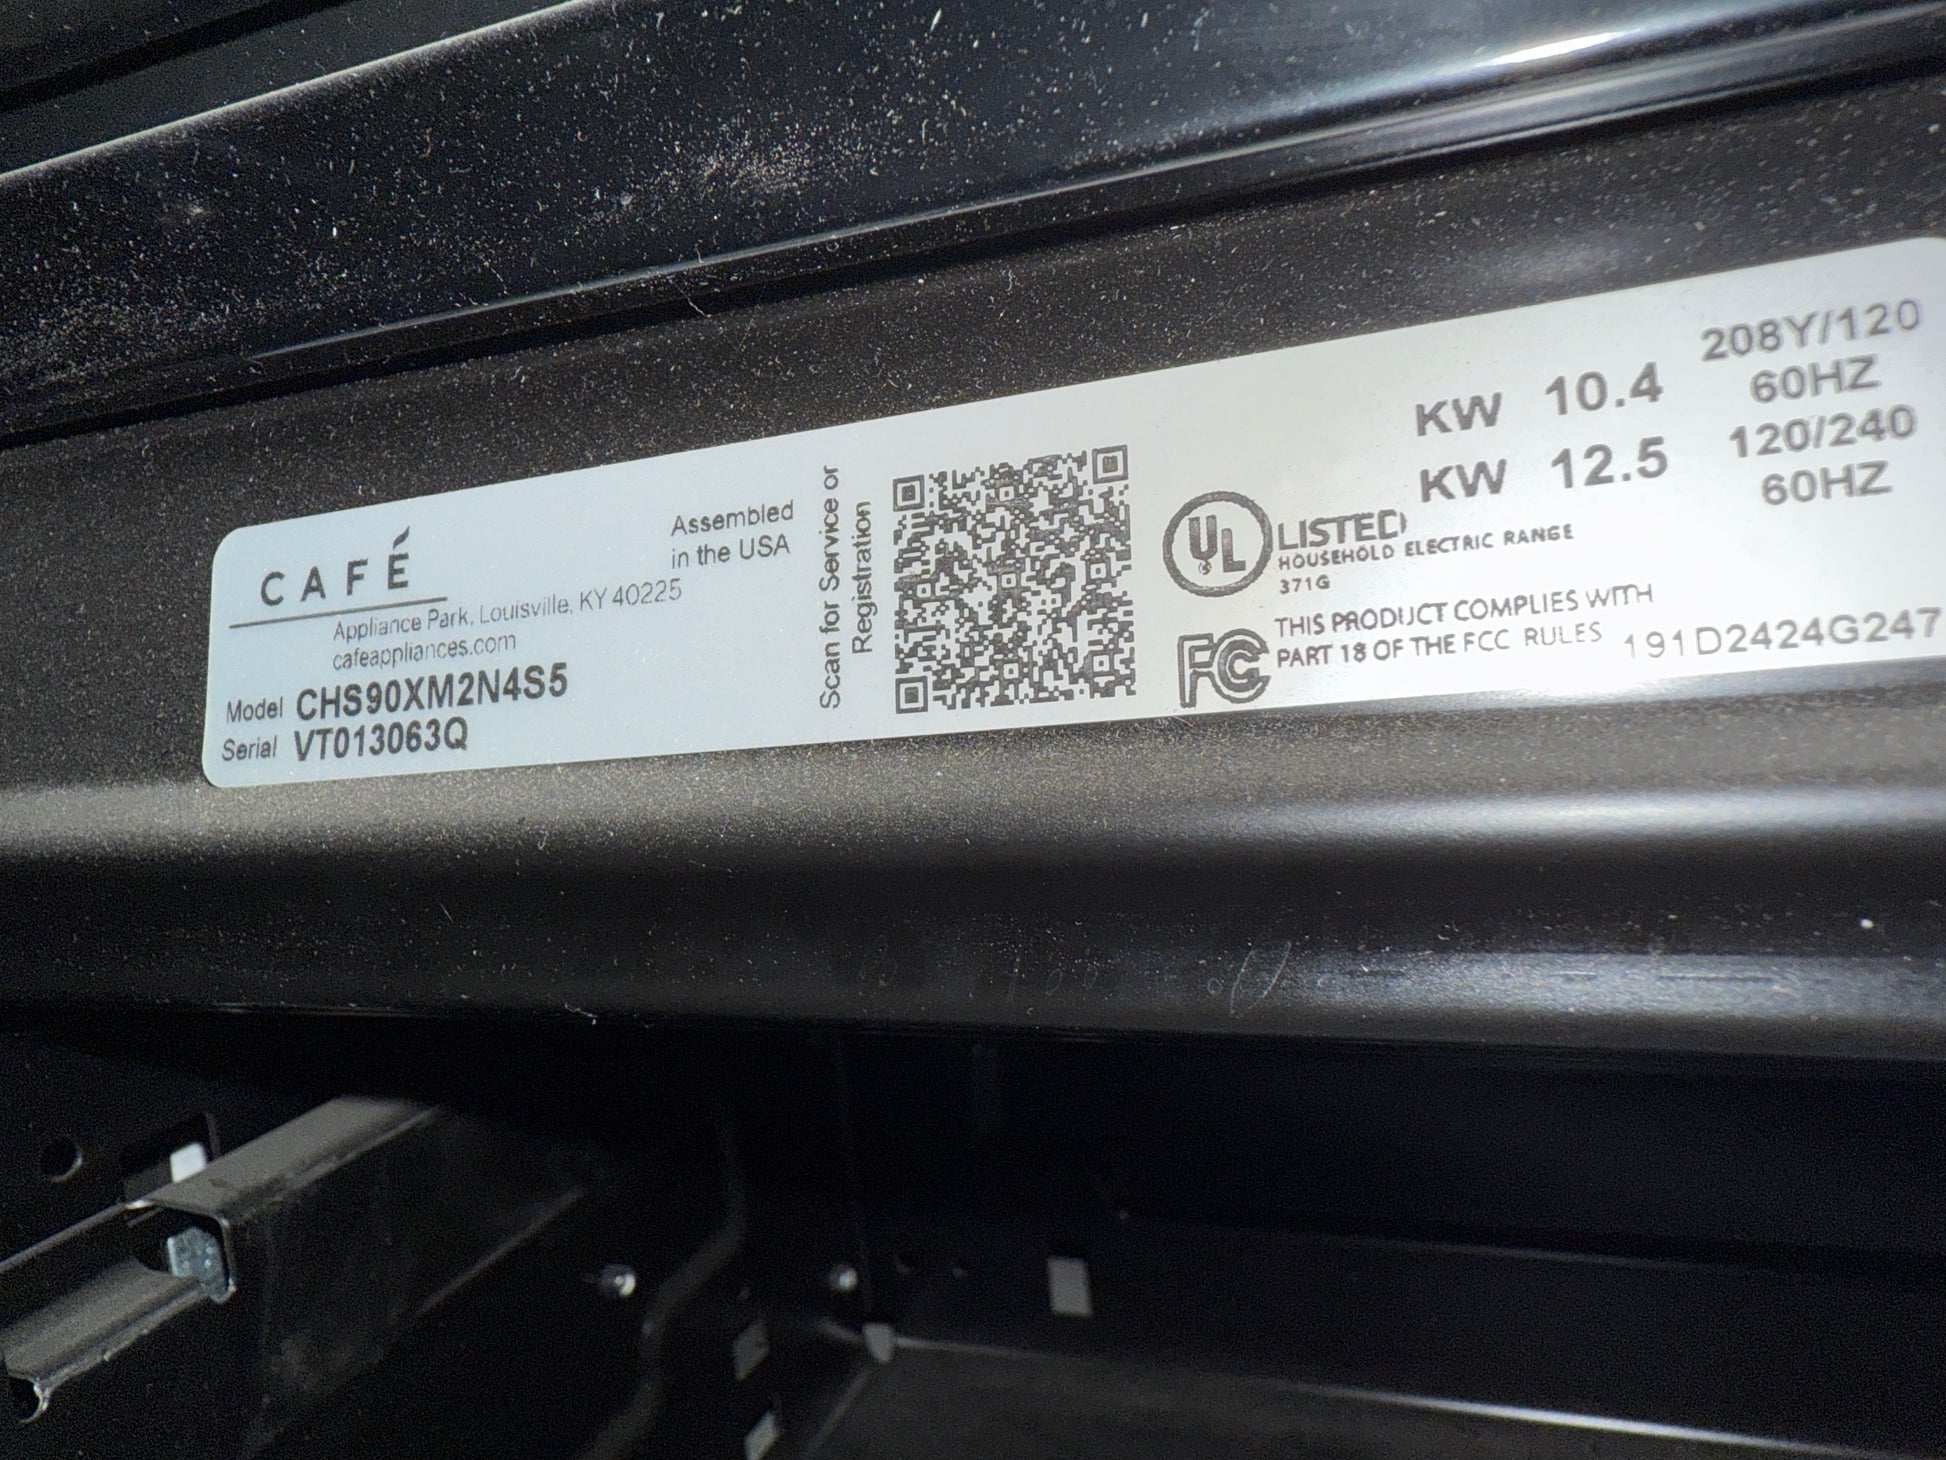 CAFÉ
Appliance Park, Louisville, KY 40225
cafeappliances.com
Model CHS90XM2N4S5
Serial VT013063Q
Assembled
in the USA
Scan for Service or
Registration
KW 10.4 208Y/120
60HZ
KW 12.5 120/240
60HZ
UL LISTED
HOUSEHOLD ELECTRIC RANGE
371G
FC THIS PRODUCT COMPLIES WITH
PART 18 OF THE FCC RULES
191D2424G247